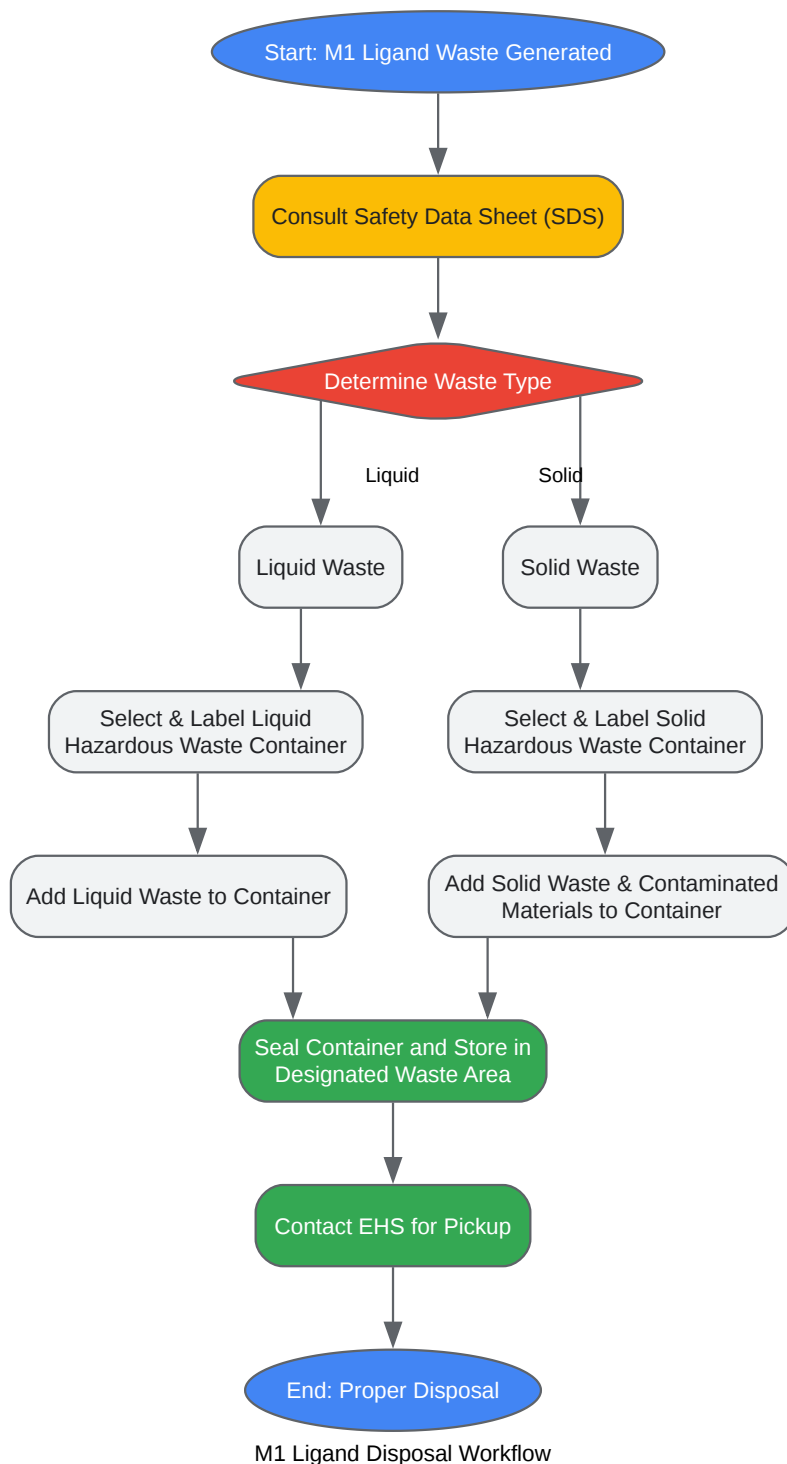 Start: M1 Ligand Waste Generated
Consult Safety Data Sheet (SDS)
Determine Waste Type
Liquid
Solid
Liquid Waste
Solid Waste
Select & Label Liquid
Hazardous Waste Container
Select & Label Solid
Hazardous Waste Container
Add Liquid Waste to Container
Add Solid Waste & Contaminated
Materials to Container
Seal Container and Store in
Designated Waste Area
Contact EHS for Pickup
End: Proper Disposal
M1 Ligand Disposal Workflow